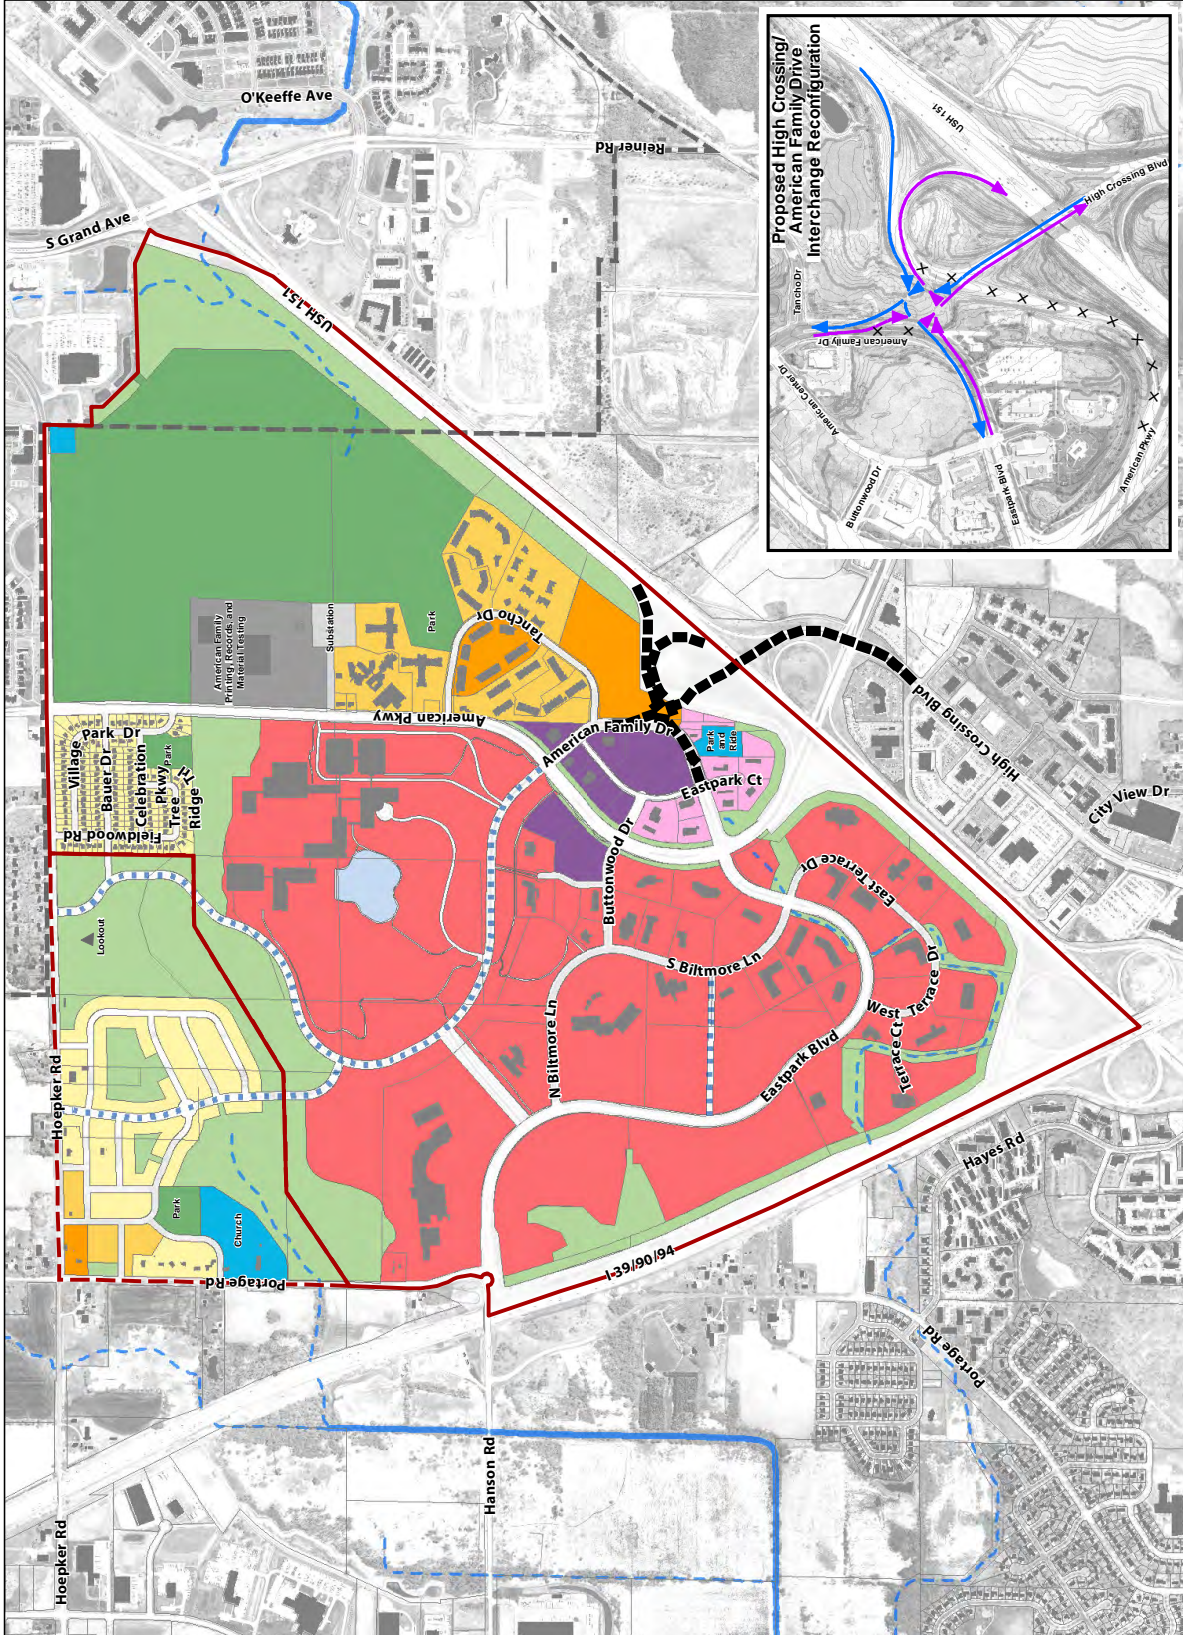 O'Keeffe Ave
S Grand Ave
Reiner Rd
USH 151
Proposed High Crossing/
American Family Drive
Interchange Reconfiguration
USH 151
High Crossing Blvd
Tancho Dr
American Family Dr
American Center Dr
Buttonwood Dr
Eastpark Blvd
American Pkwy
American Family
Printing, Records, and
Material Testing
Substation
Park
Tancho Dr
American Pkwy
American Family Dr
Park
and
Ride
Eastpark Ct
High Crossing Blvd
City View Dr
Village
Park Dr
Bauer Dr
Celebration
Pkwy
Park
Tree
Ridge Trl
Fieldwood Rd
Buttonwood Dr
East Terrace Dr
S Biltmore Ln
N Biltmore Ln
West Terrace Dr
Terrace Ct
Eastpark Blvd
Lookout
Hoepker Rd
Park
Church
Portage Rd
I-39/90/94
Hayes Rd
Portage Rd
Hanson Rd
Hoepker Rd